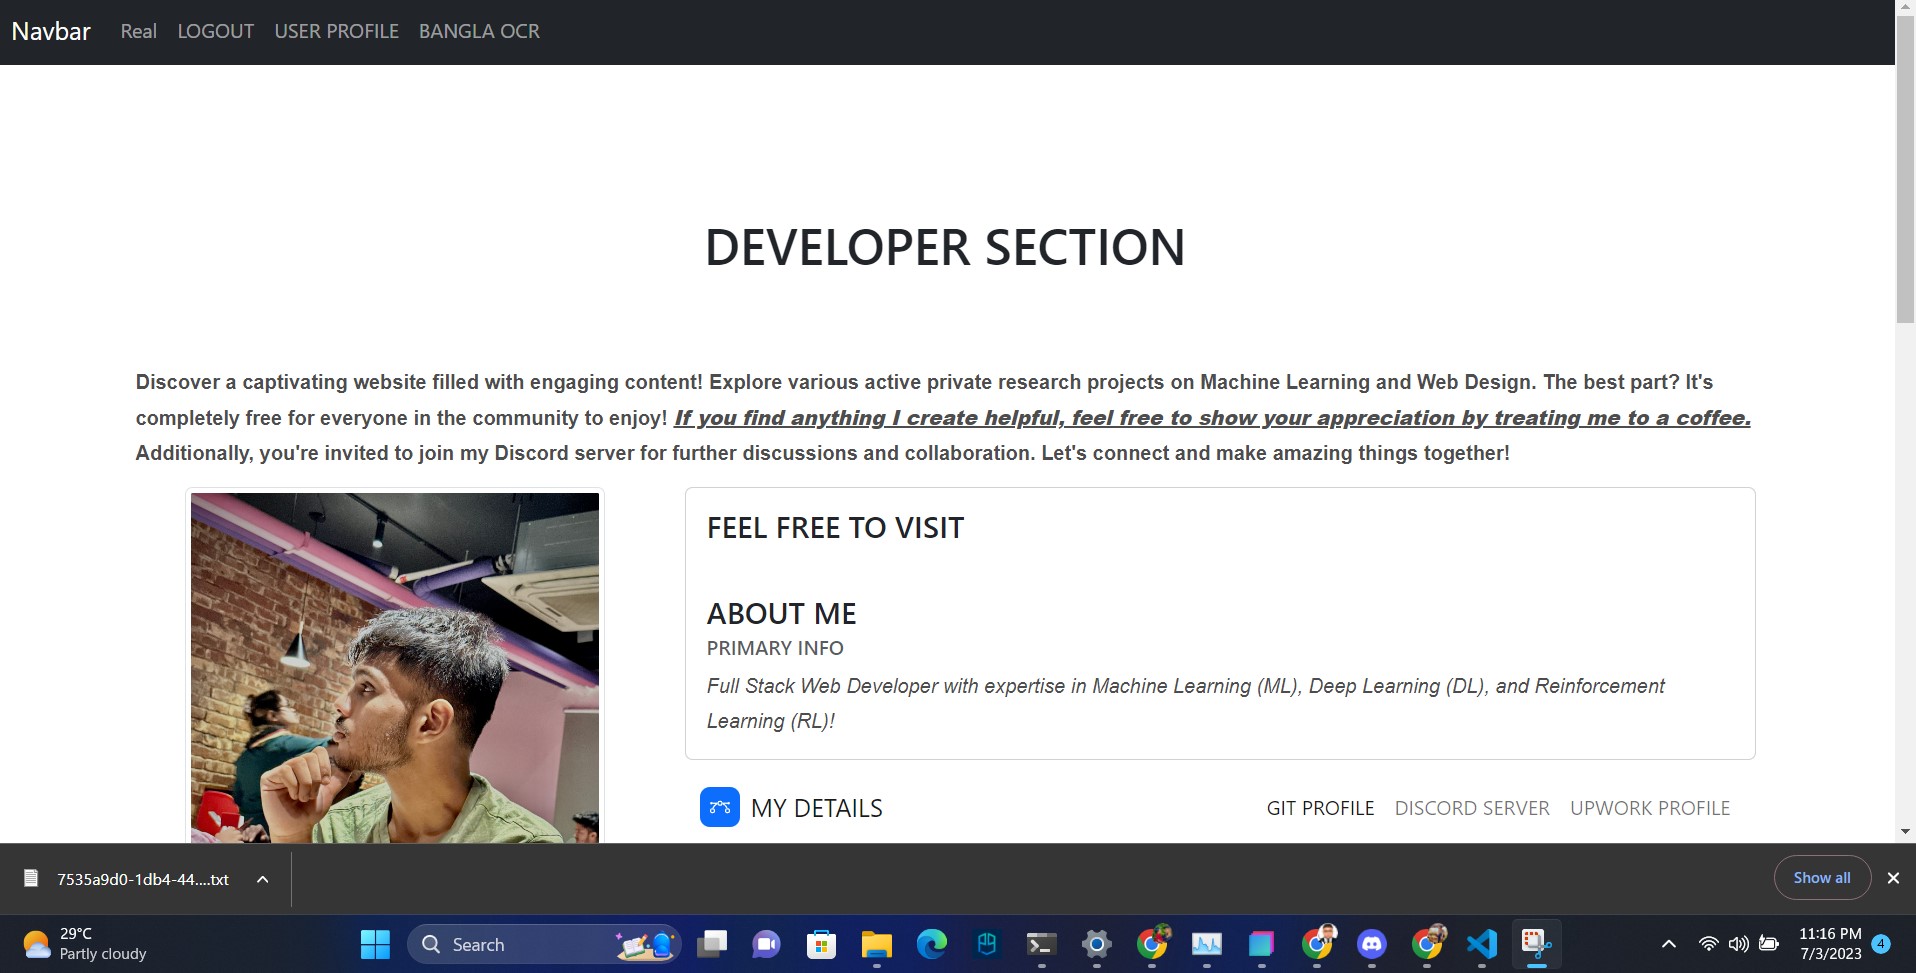 Navbar Real LOGOUT USER PROFILE BANGLA OCR
DEVELOPER SECTION
Discover a captivating website filled with engaging content! Explore various active private research projects on Machine Learning and Web Design. The best part? It's
completely free for everyone in the community to enjoy! If you find anything I create helpful, feel free to show your appreciation by treating me to a coffee.
Additionally, you're invited to join my Discord server for further discussions and collaboration. Let's connect and make amazing things together!
FEEL FREE TO VISIT
ABOUT ME
PRIMARY INFO
Full Stack Web Developer with expertise in Machine Learning (ML), Deep Learning (DL), and Reinforcement
Learning (RL)!
MY DETAILS GIT PROFILE DISCORD SERVER UPWORK PROFILE
7535a9d0-1db4-44....txt Show all
29°C
Partly cloudy
Search
11:16 PM
7/3/2023
4